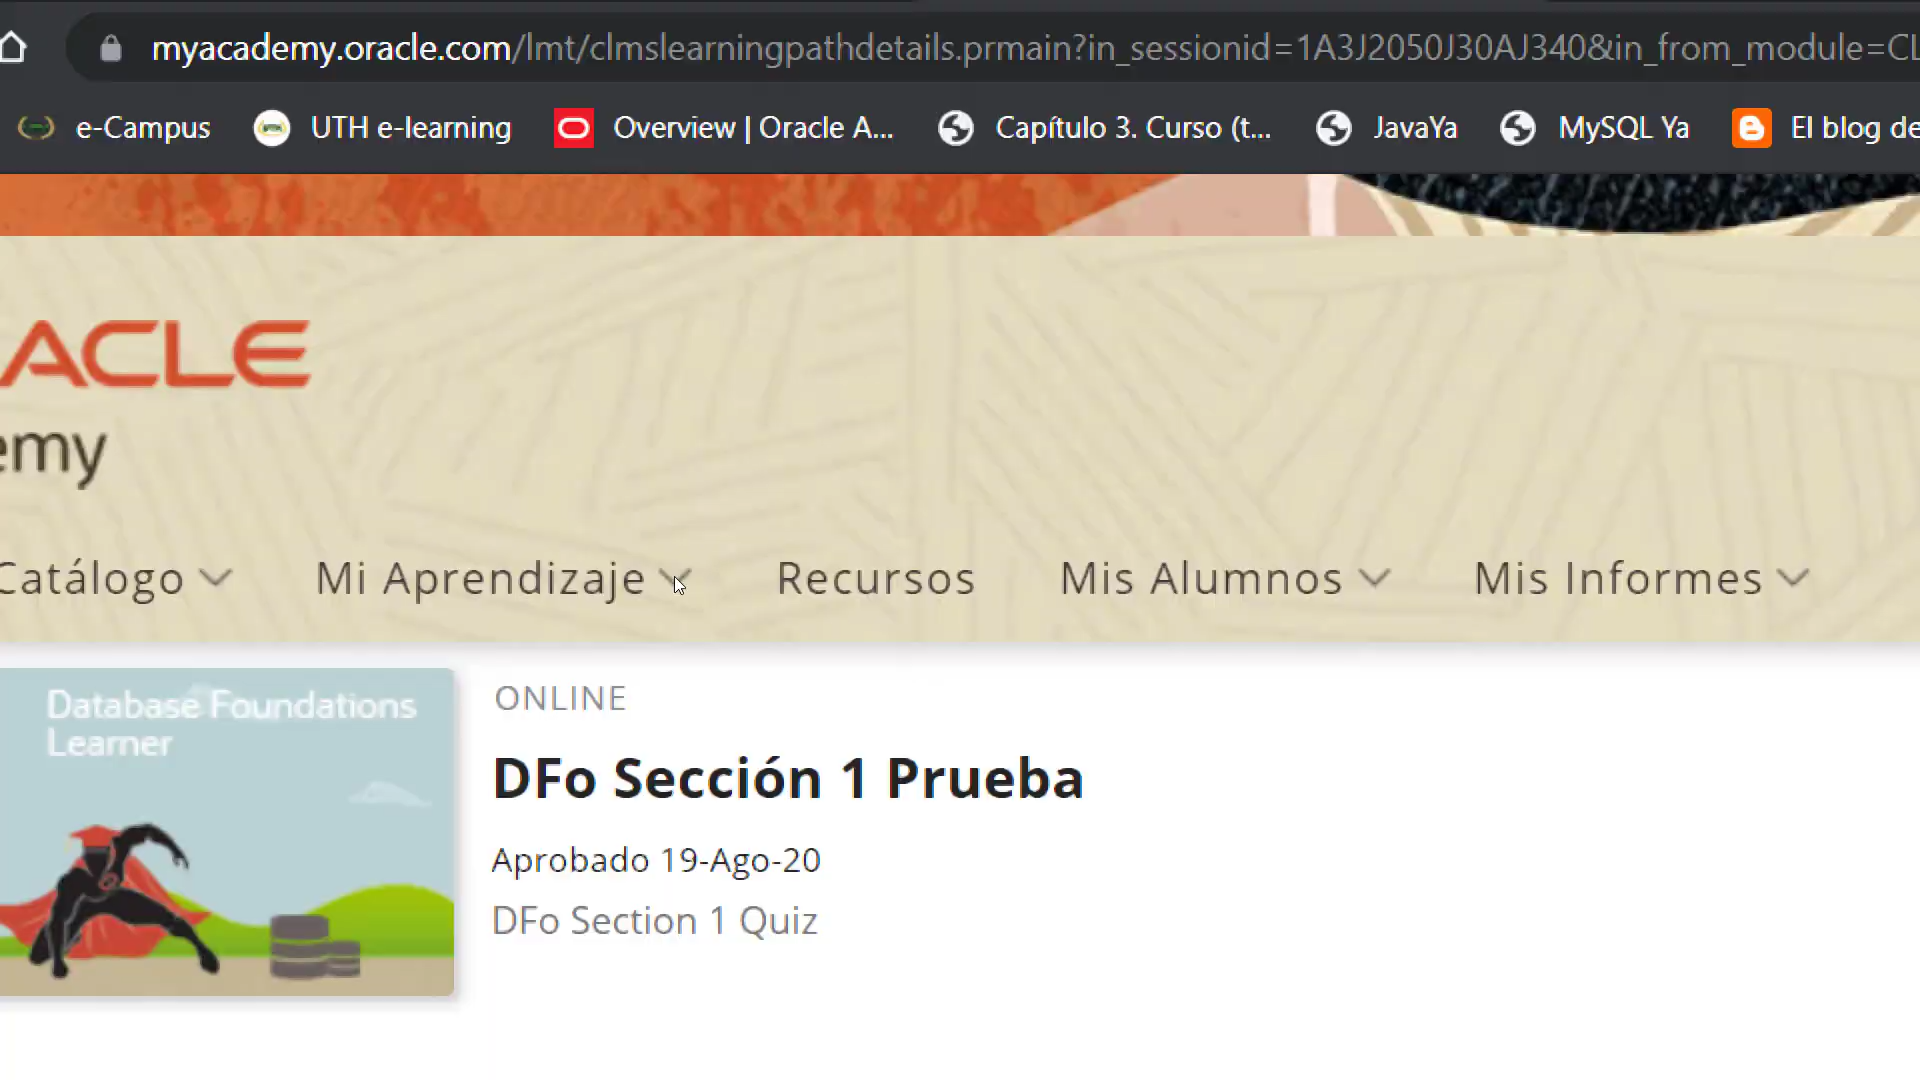 myacademy.oracle.com/lmt/clmslearningpathdetails.prmain?in_sessionid=1A3J2050J30AJ340&in_from_module=CL
e-Campus UTH e-learning Overview | Oracle A... Capítulo 3. Curso (t... JavaYa MySQL Ya El blog de
ACLE
emy
Catálogo Mi Aprendizaje Recursos Mis Alumnos Mis Informes
Database Foundations
Learner
ONLINE
DFo Sección 1 Prueba
Aprobado 19-Ago-20
DFo Section 1 Quiz